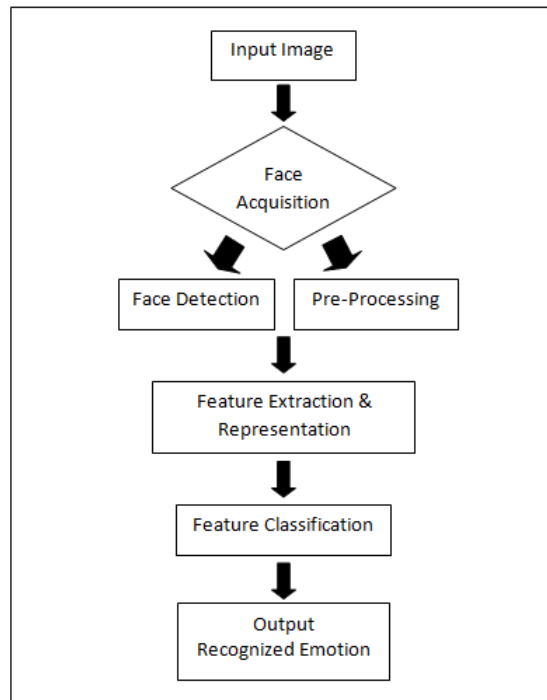 Input Image
Face
Acquisition
Face Detection
Pre-Processing
Feature Extraction &
Representation
Feature Classification
Output
Recognized Emotion